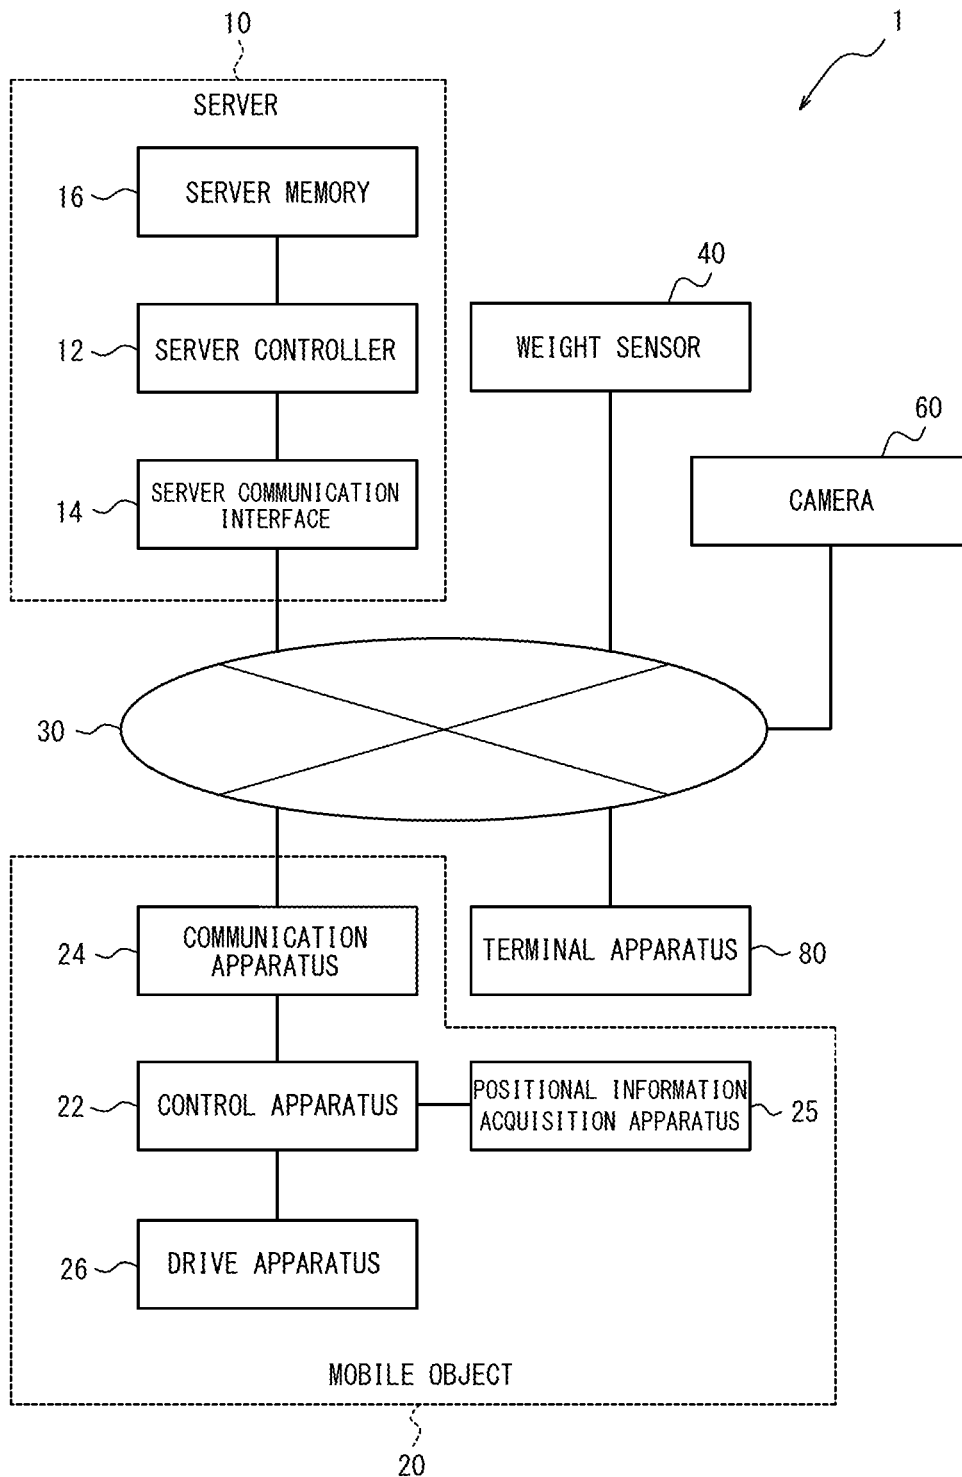 10
1
SERVER
16
SERVER MEMORY
40
12
SERVER CONTROLLER
WEIGHT SENSOR
60
14
SERVER COMMUNICATION
INTERFACE
CAMERA
30
24
COMMUNICATION
APPARATUS
TERMINAL APPARATUS
80
22
CONTROL APPARATUS
POSITIONAL INFORMATION
ACQUISITION APPARATUS
25
26
DRIVE APPARATUS
MOBILE OBJECT
20